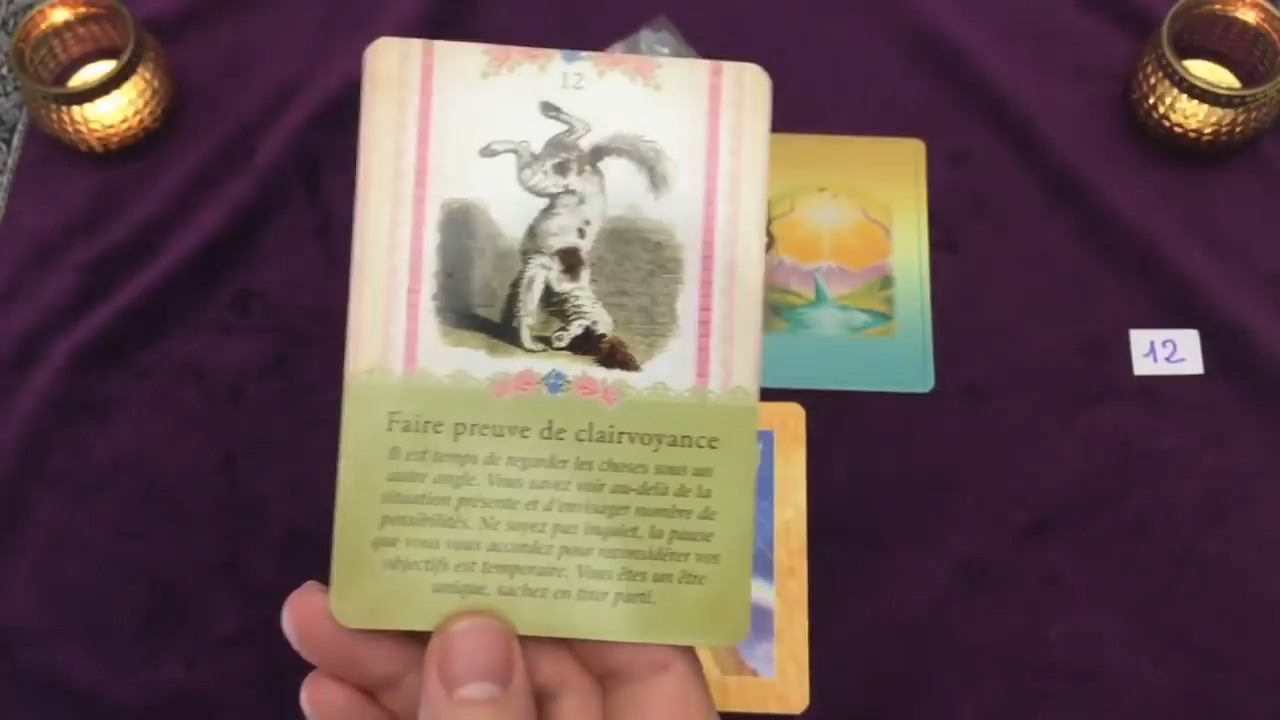 12
Faire preuve de clairvoyance
Il est temps de regarder les choses sous un
autre angle. Vous savez voir au-delà de la
situation présente et d'envisager nombre de
possibilités. Ne soyez pas inquiet, la pause
que vous vous accordez pour reconsidérer vos
objectifs est temporaire. Vous êtes un être
unique, sachez en tirer parti.
12